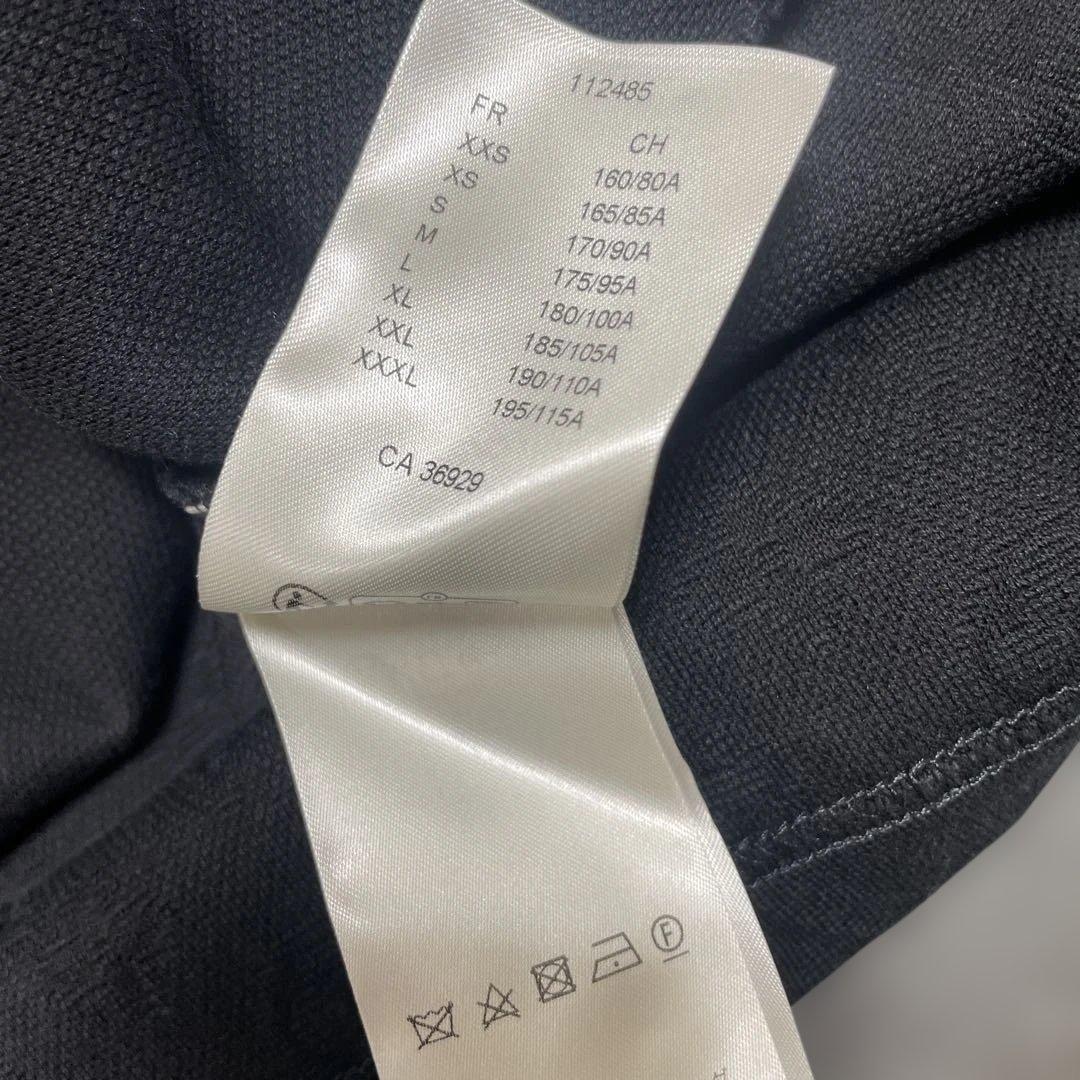 112485
FR CH
XXS 160/80A
XS 165/85A
S 170/90A
M 175/95A
L 180/100A
XL 185/105A
XXL 190/110A
XXXL 195/115A
CA 36929
F